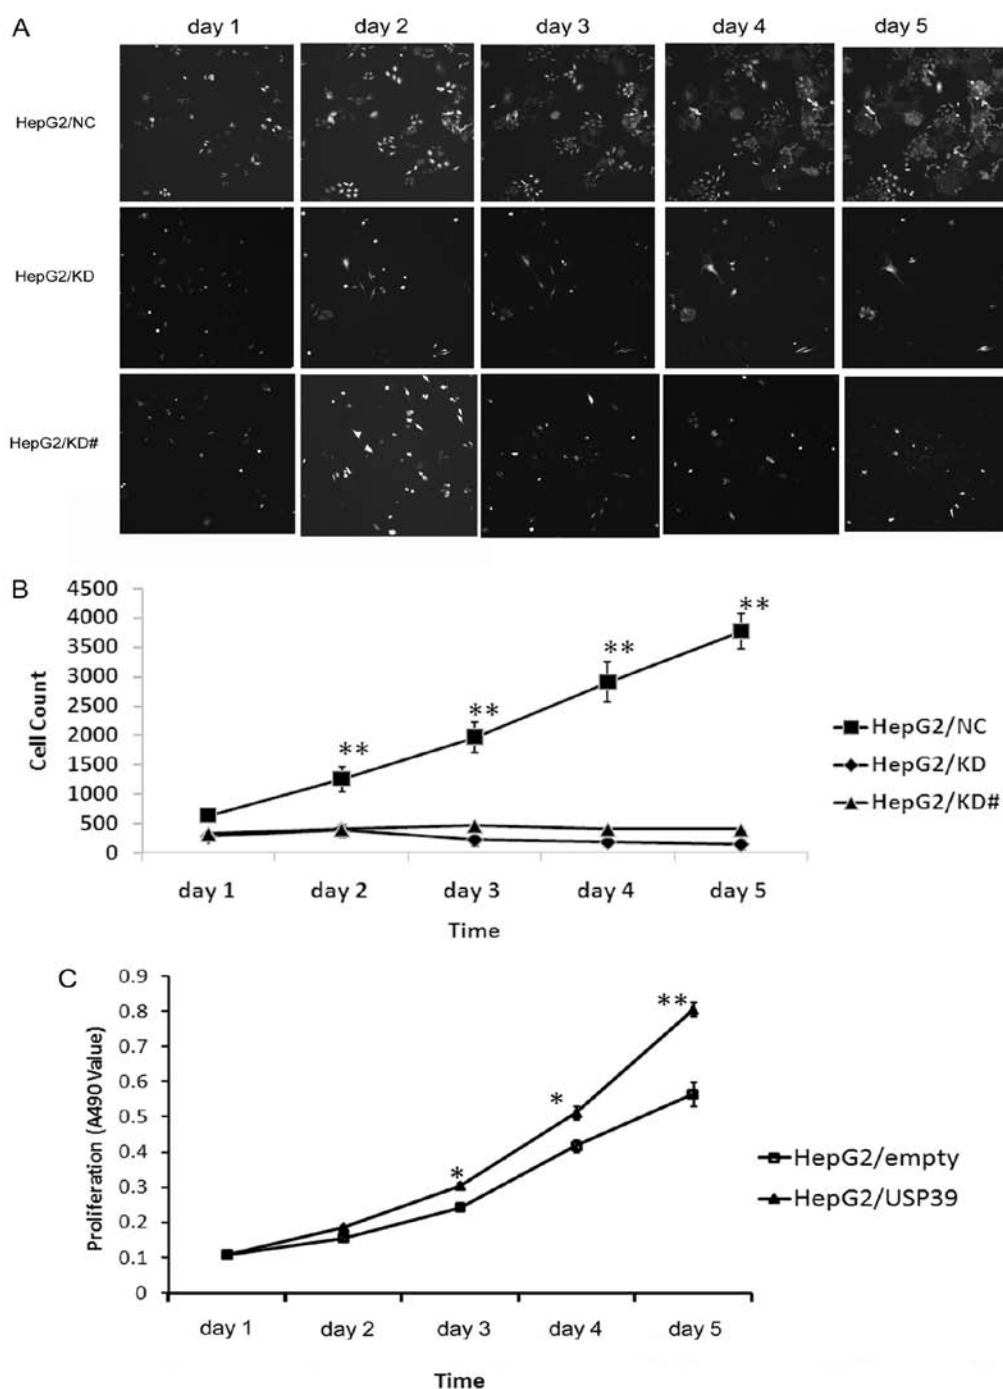 A
day 1 day 2 day 3 day 4 day 5
HepG2/NC
HepG2/KD
HepG2/KD#
B
4500
4000
3500
3000
2500
2000
1500
1000
500
0
Cell Count
** ** ** **
HepG2/NC
HepG2/KD
HepG2/KD#
day 1 day 2 day 3 day 4 day 5
Time
C
0.9
0.8
0.7
0.6
0.5
0.4
0.3
0.2
0.1
0
Proliferation (A490 Value)
* * **
HepG2/empty
HepG2/USP39
day 1 day 2 day 3 day 4 day 5
Time